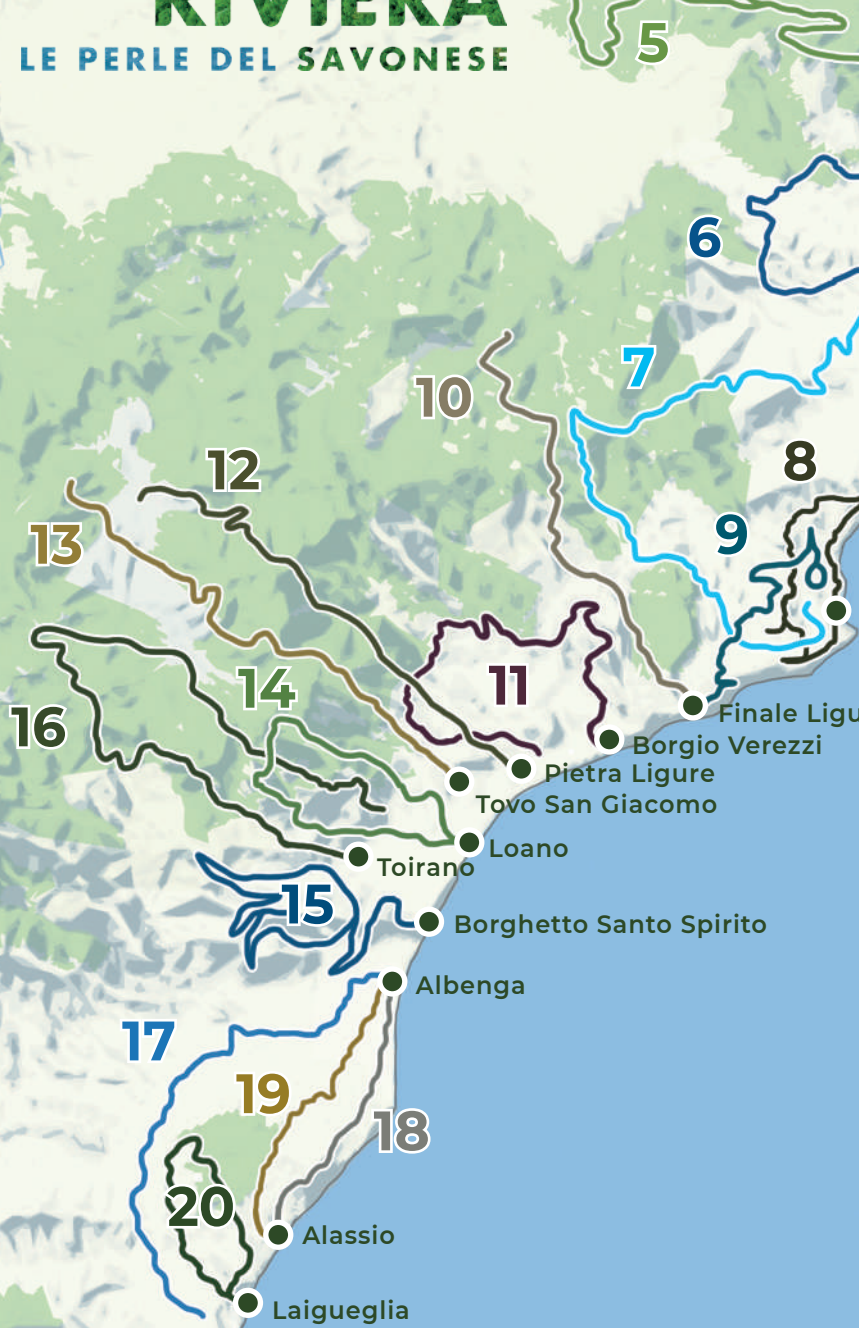 RIVIERA
LE PERLE DEL SAVONESE
5
6
7
10
8
12
9
13
11
14
16
Finale Ligu
Borgio Verezzi
Pietra Ligure
Tovo San Giacomo
Loano
Toirano
15
Borghetto Santo Spirito
Albenga
17
19
18
20
Alassio
Laigueglia